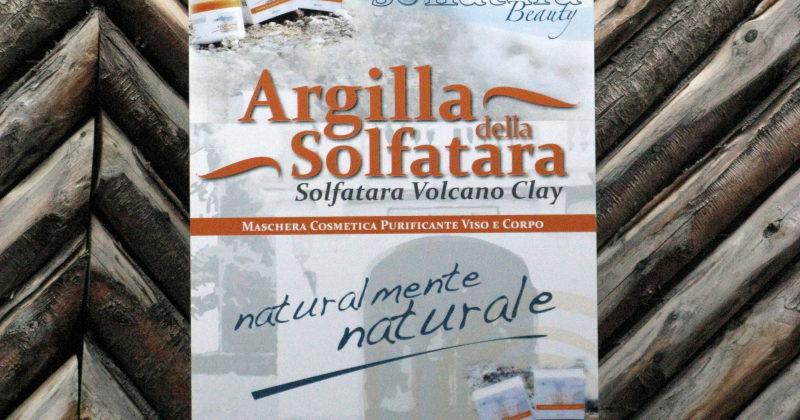 Beauty
Argilla
della
Solfatara
Solfatara Volcano Clay
Maschera Cosmetica Purificante Viso e Corpo
naturalmente
naturale